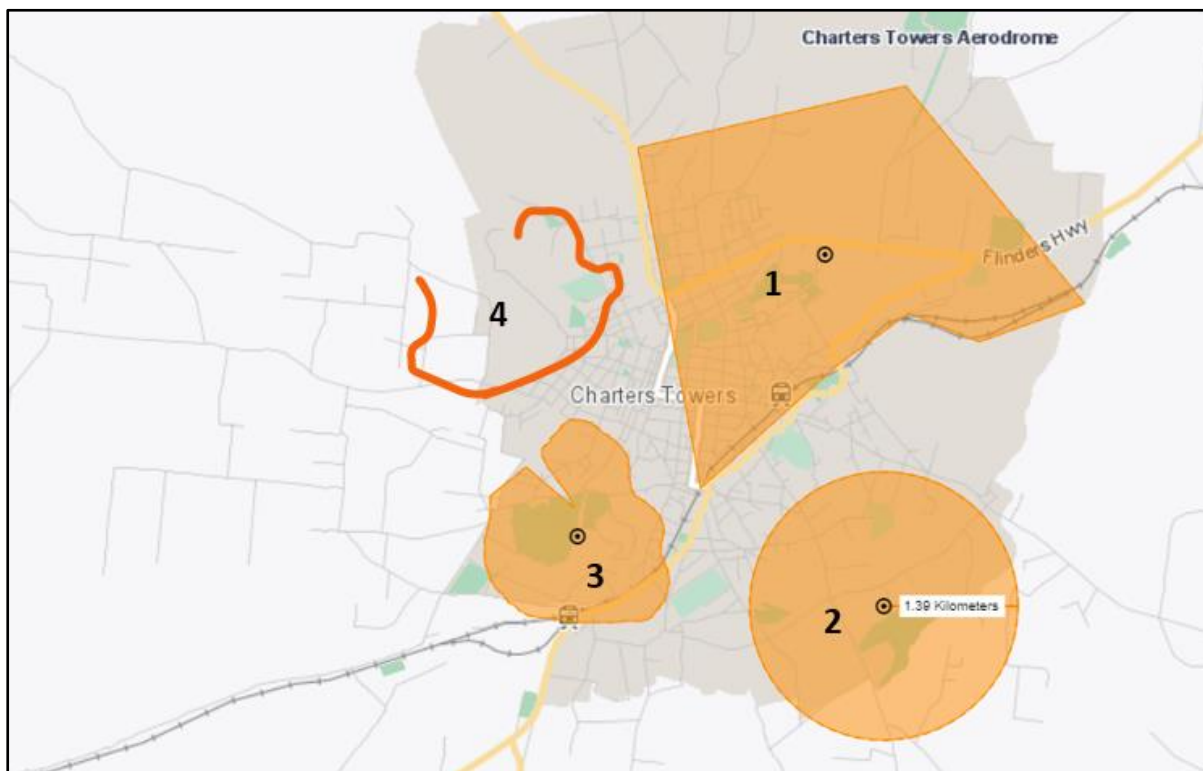 Charters Towers Aerodrome
Flinders Hwy
1
4
Charters Towers
3
2
1.39 Kilometers